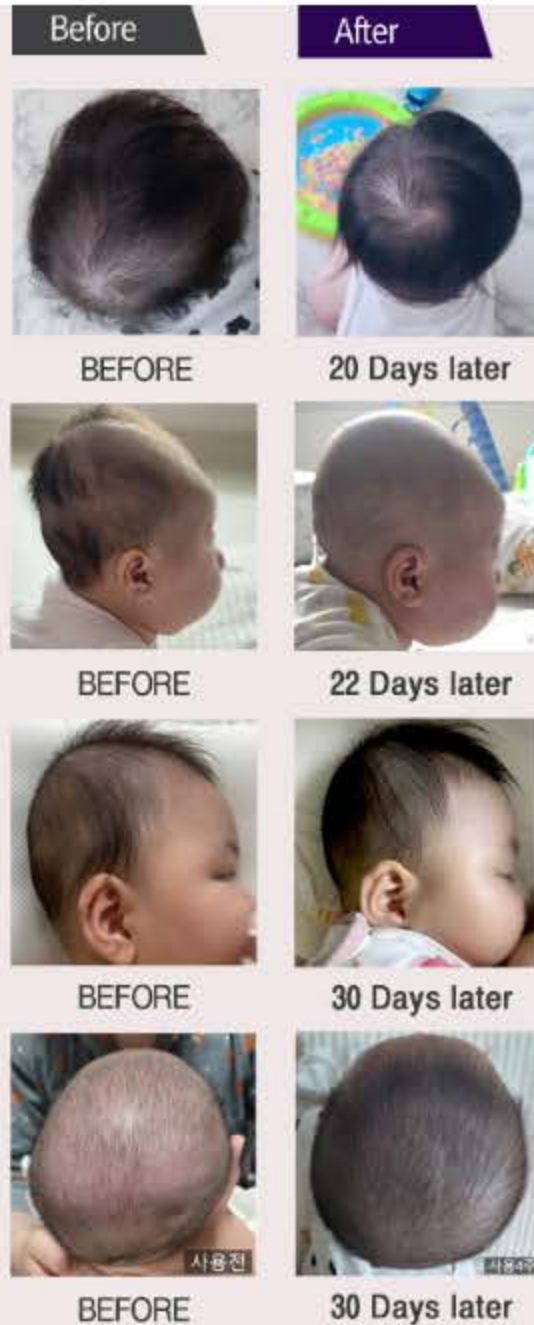 Before
After
BEFORE
20 Days later
BEFORE
22 Days later
BEFORE
30 Days later
사용전
BEFORE
30 Days later